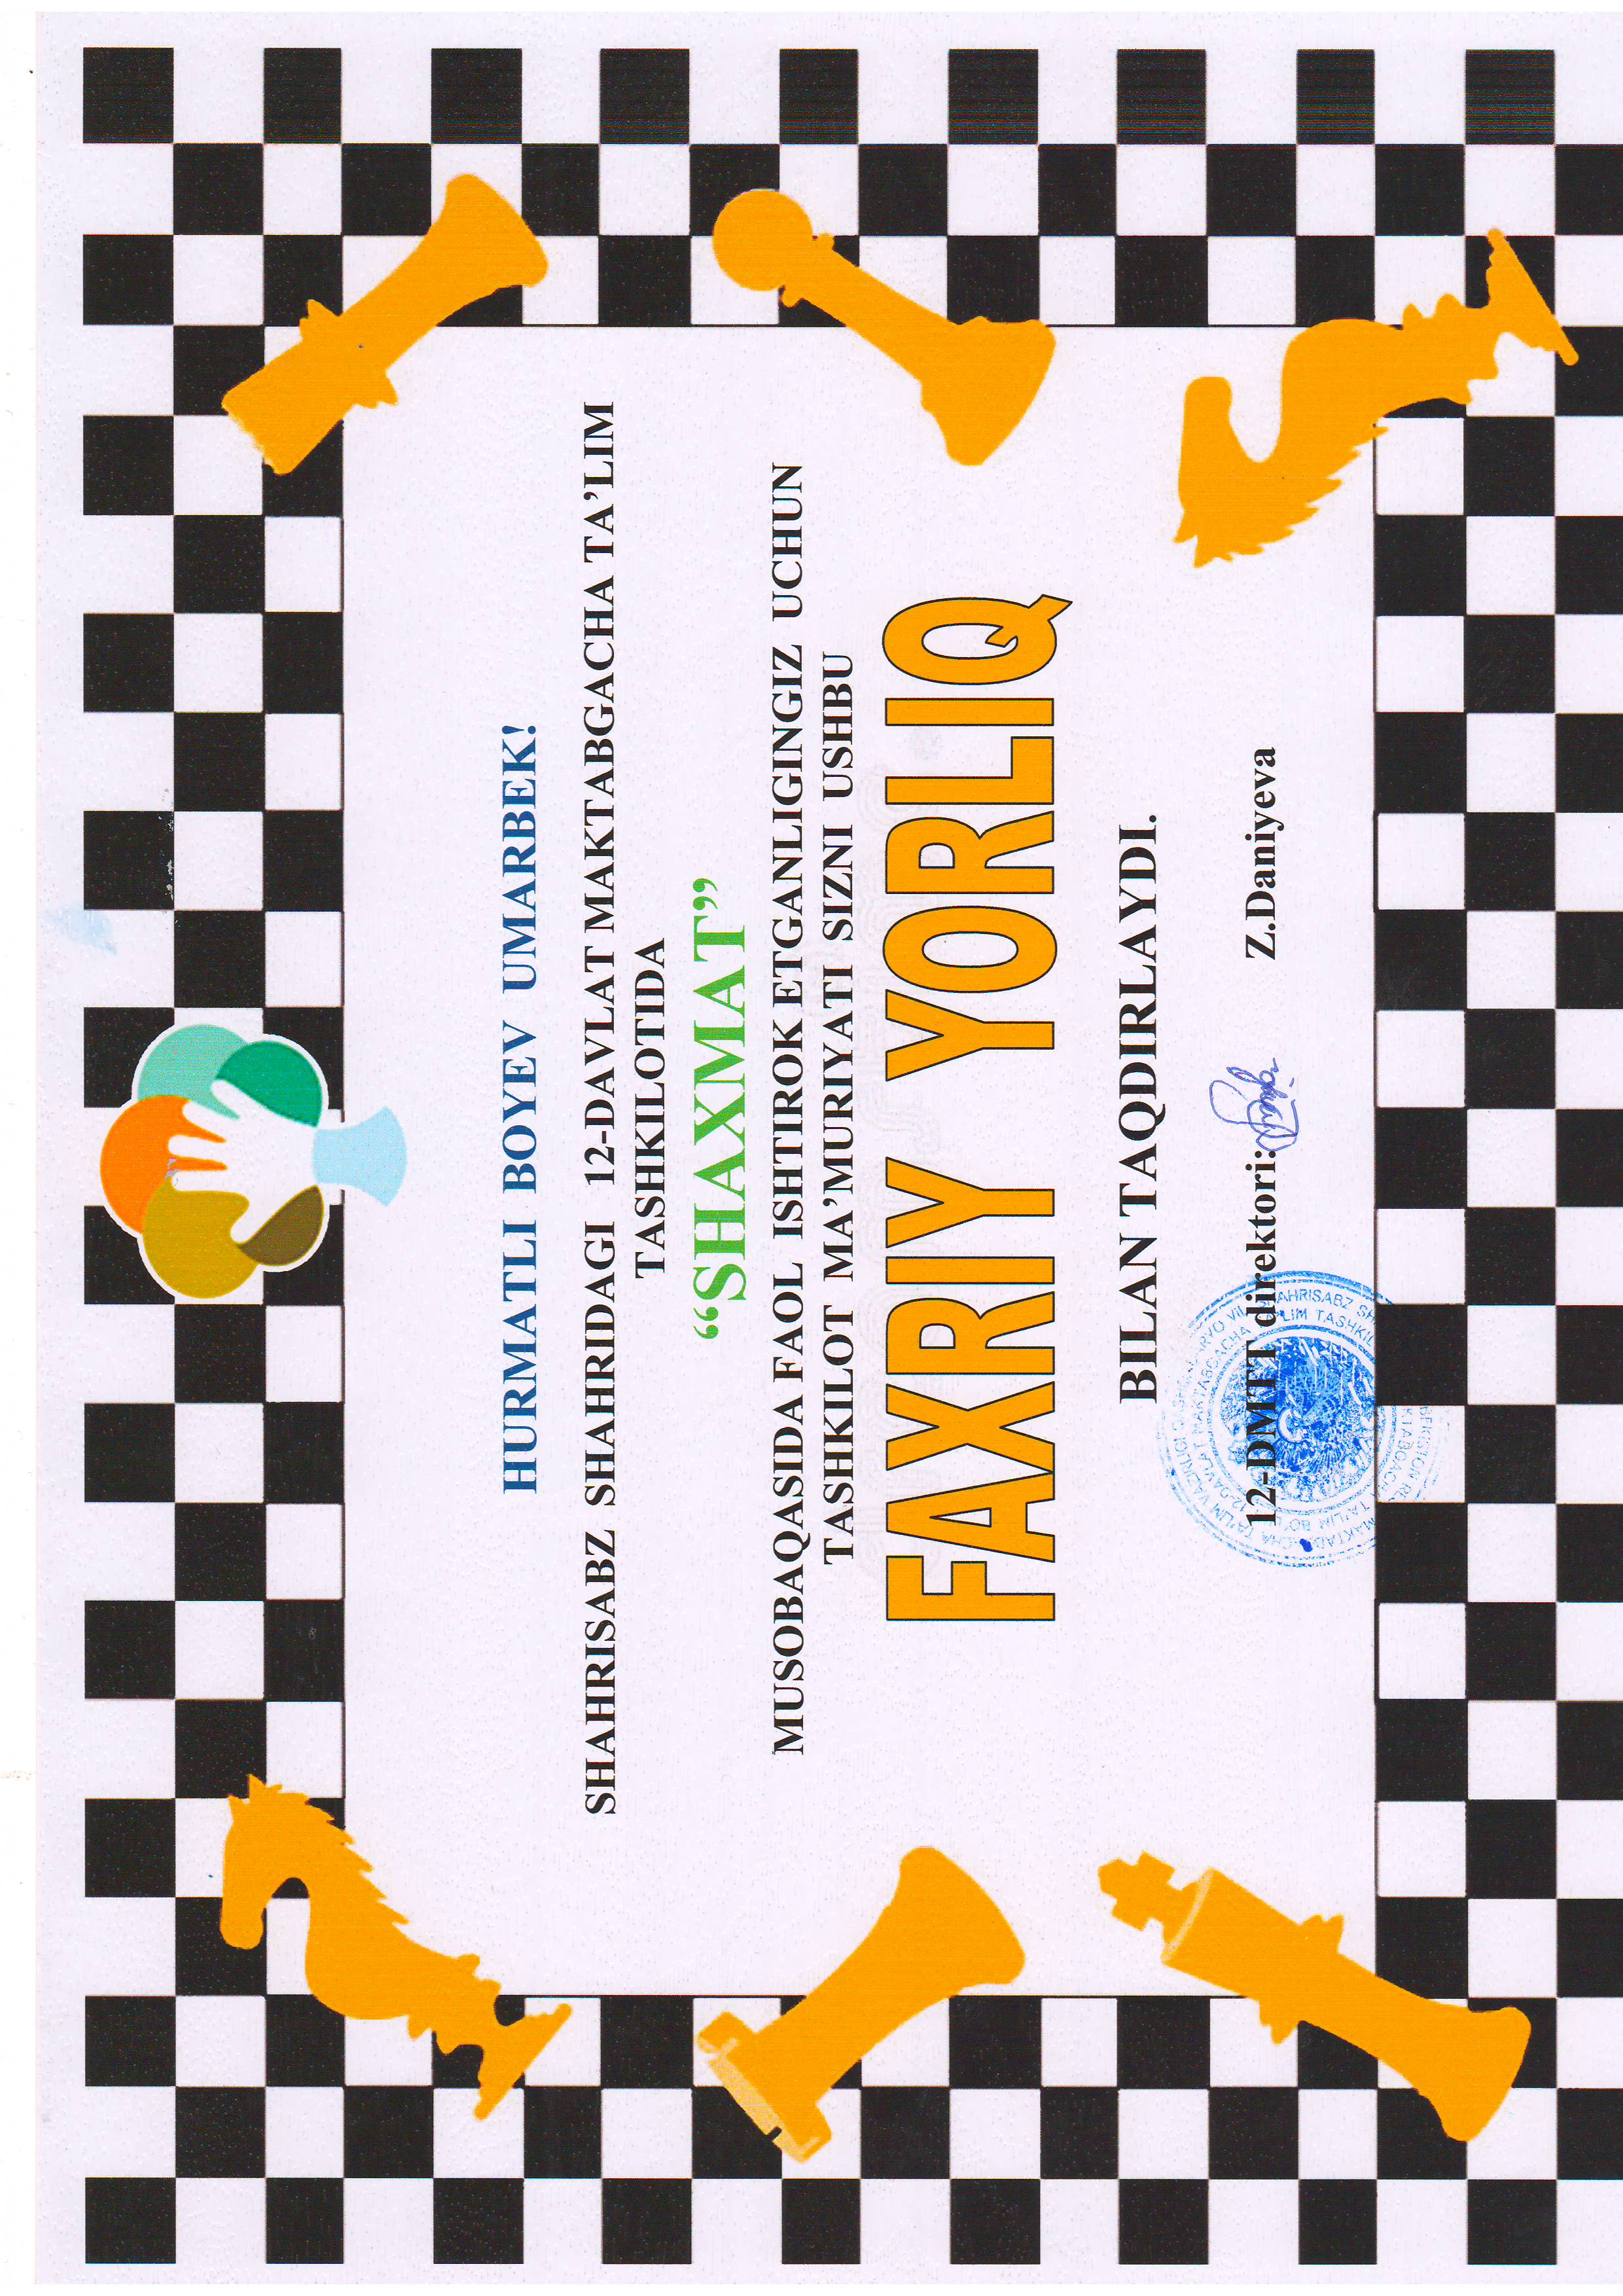 HURMATLI BOYEV UMARBEK!
SHAHRISABZ SHAHRIDAGI 12-DAVLAT MAKTABGACHA TA’LIM
TASHKILOTIDA
“SHAXMAT”
MUSOBAQASIDA FAOL ISHTIROK ETGANLIGINGIZ UCHUN
TASHKILOT MA’MURIYATI SIZNI USHBU
FAXRIY YORLIQ
BILAN TAQDIRLAYDI.
12-DMTT direktori: Z.Daniyeva